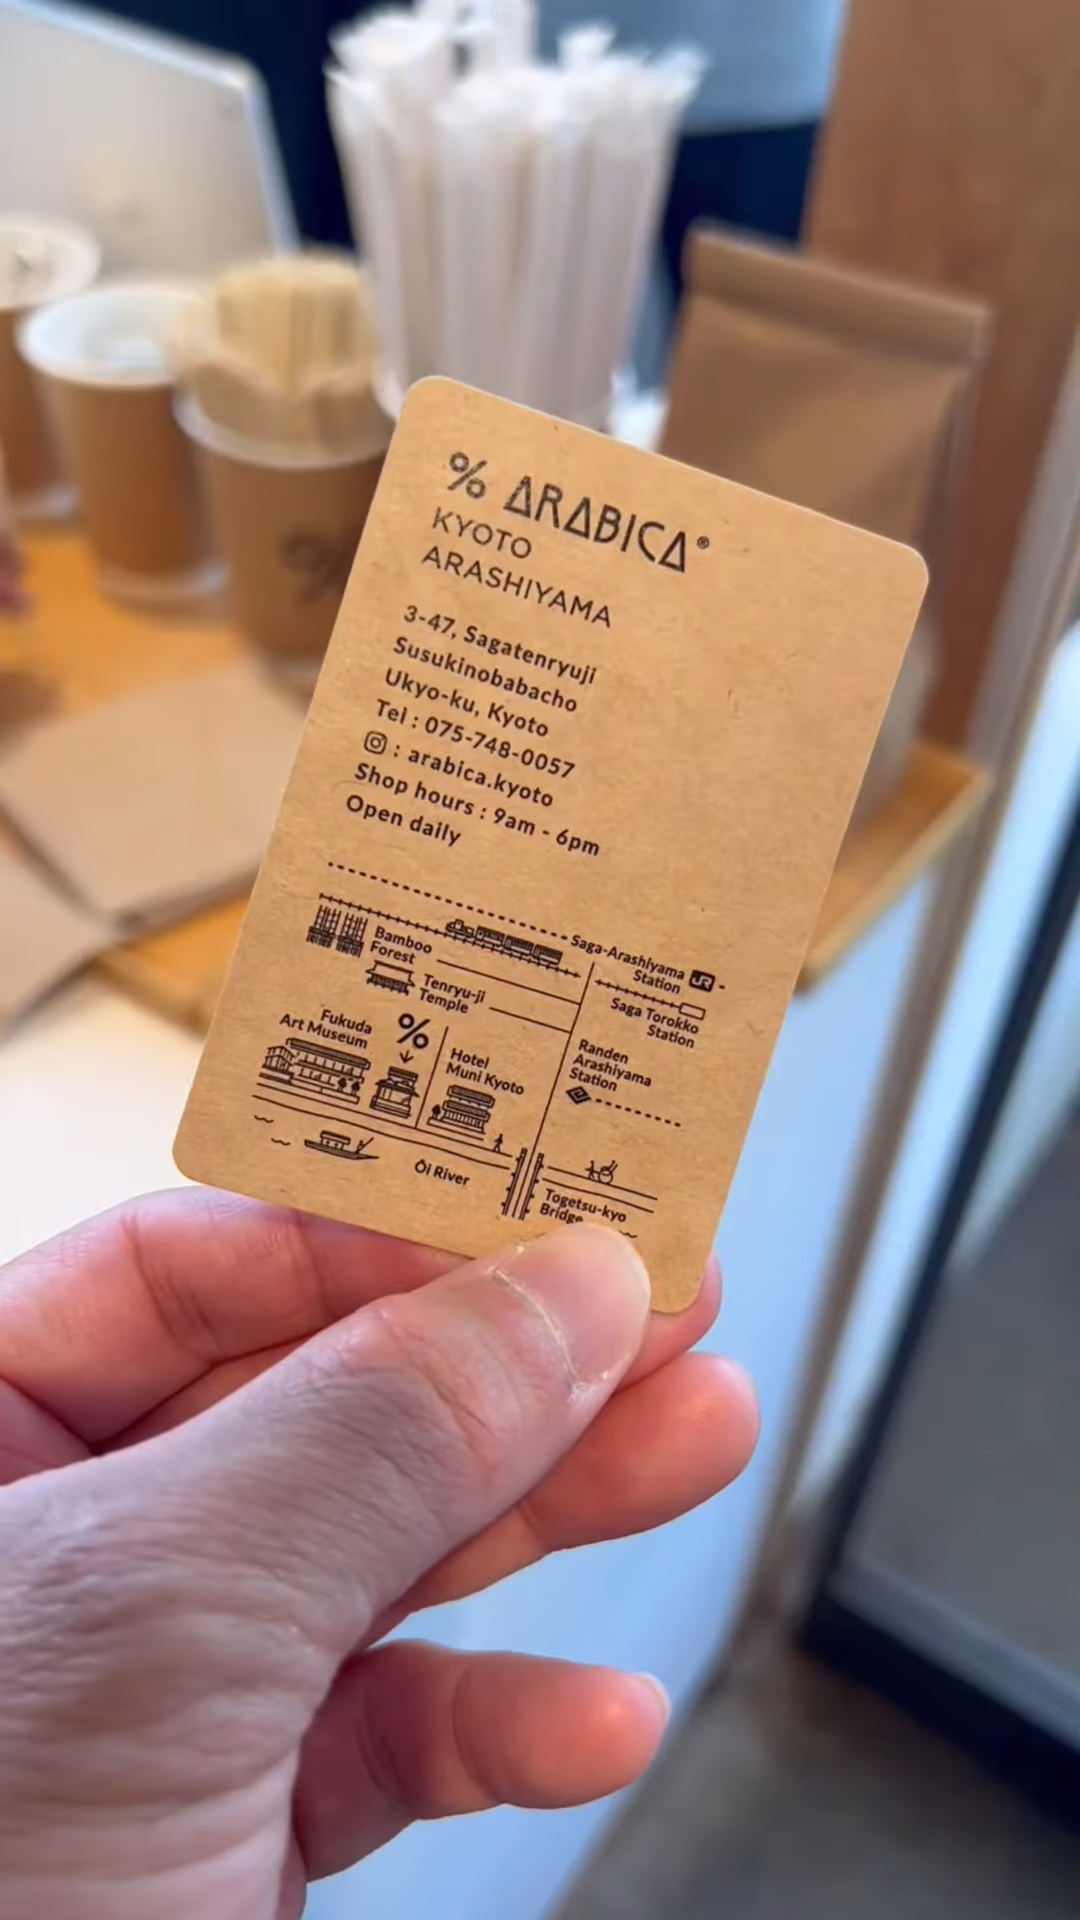 % ARABICA®
KYOTO
ARASHIYAMA
3-47, Sagatenryuji
Susukinobabacho
Ukyo-ku, Kyoto
Tel : 075-748-0057
: arabica.kyoto
Shop hours : 9am - 6pm
Open daily
Saga-Arashiyama
Station JR
Bamboo
Forest
Saga Torokko
Station
Tenryu-ji
Temple
Fukuda
Art Museum
%
Hotel
Muni Kyoto
Randen
Arashiyama
Station
Ōi River
Togetsu-kyo
Bridge
%